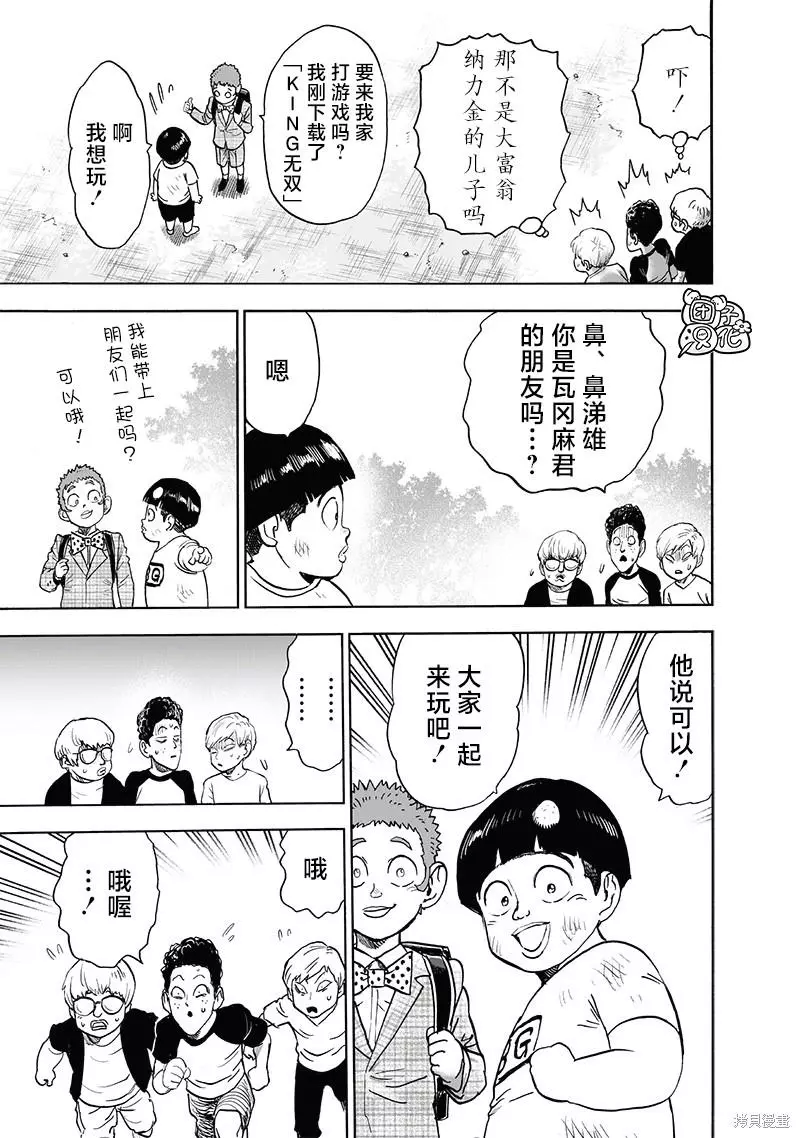 吓！
那不是大富翁
纳力金的儿子吗
要来我家
打游戏吗？
我刚下载了
「KING无双」
啊
我想玩！
团子
汉化
鼻、鼻涕雄
你是瓦冈麻君
的朋友吗…？
嗯
我能带上
朋友们一起吗？
可以哦！
G
他说可以！
大家一起
来玩吧！
G
……
……
哦
哦喔
…！
拷貝漫畫